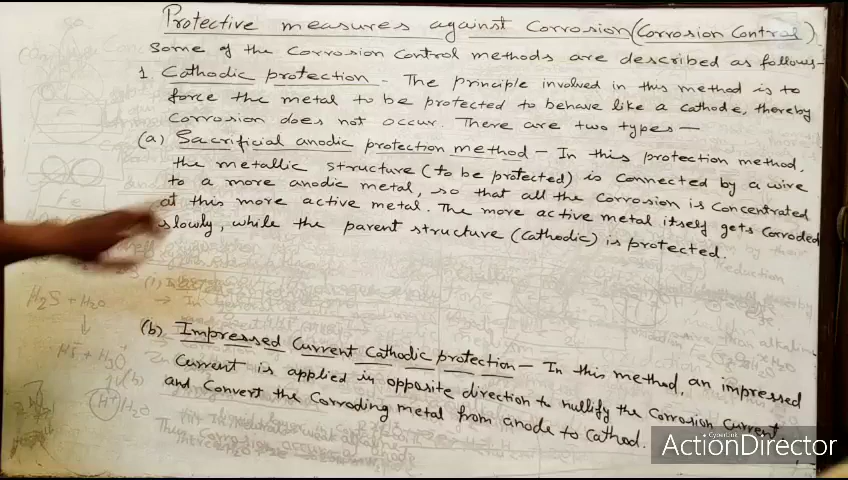 Protective measures against Corrosion (Corrosion Control)
Some of the Corrosion Control methods are described as follows-
1. Cathodic protection - The principle involved in this method is to
force the metal to be protected to behave like a cathode, thereby
Corrosion does not occur. There are two types —
(a) Sacrificial anodic protection method - In this protection method,
the metallic structure (to be protected) is connected by a wire
to a more anodic metal, so that all the Corrosion is concentrated
at this more active metal. The more active metal itself gets Corroded
slowly, while the parent structure (Cathodic) is protected.
H2S + H2O
(b) Impressed Current Cathodic protection - In this method, an impressed
Current is applied in opposite direction to nullify the Corrosion Current
and Convert the Corroding metal from anode to Cathod.
CyberLink
ActionDirector